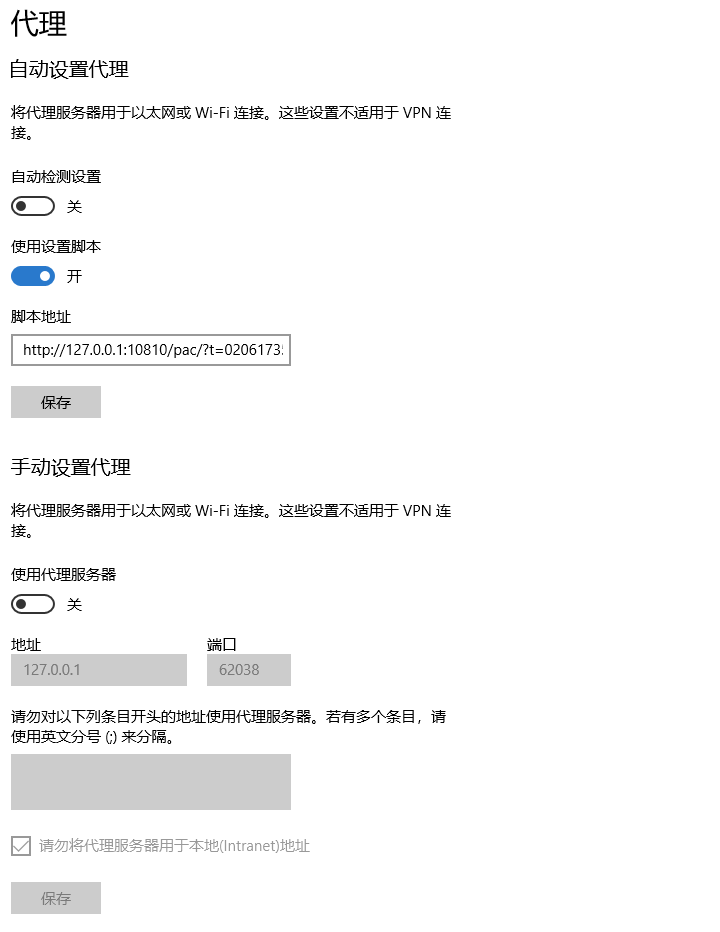 代理
自动设置代理
将代理服务器用于以太网或 Wi-Fi 连接。这些设置不适用于 VPN 连
接。
自动检测设置
关
使用设置脚本
开
脚本地址
http://127.0.0.1:10810/pac/?t=0206173
保存
手动设置代理
将代理服务器用于以太网或 Wi-Fi 连接。这些设置不适用于 VPN 连
接。
使用代理服务器
关
地址 端口
127.0.0.1 62038
请勿对以下列条目开头的地址使用代理服务器。若有多个条目，请
使用英文分号 (;) 来分隔。
请勿将代理服务器用于本地(Intranet)地址
保存